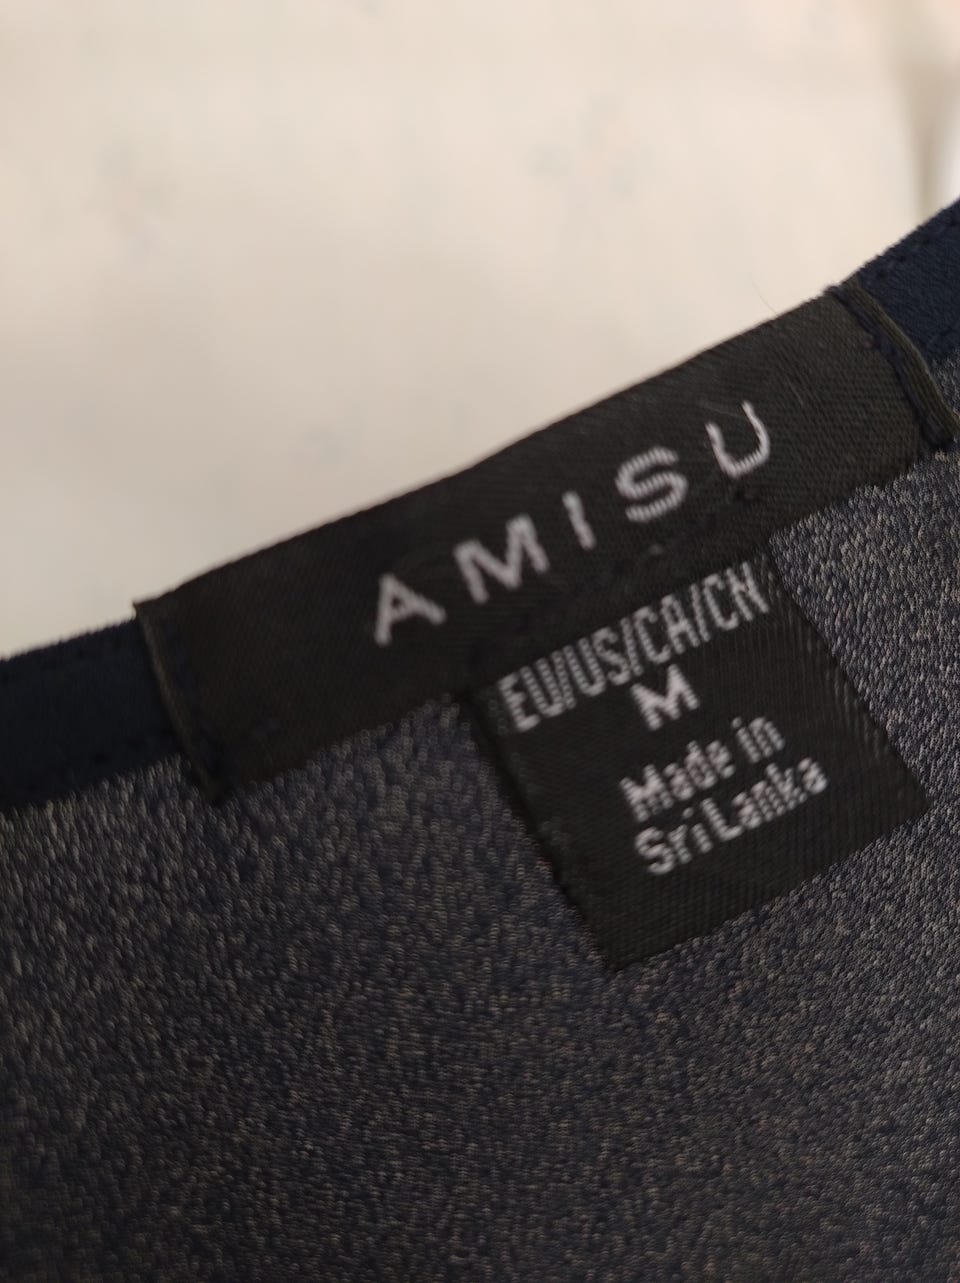 AMISU
EU/US/CA/CN
M
Made in
Sri Lanka